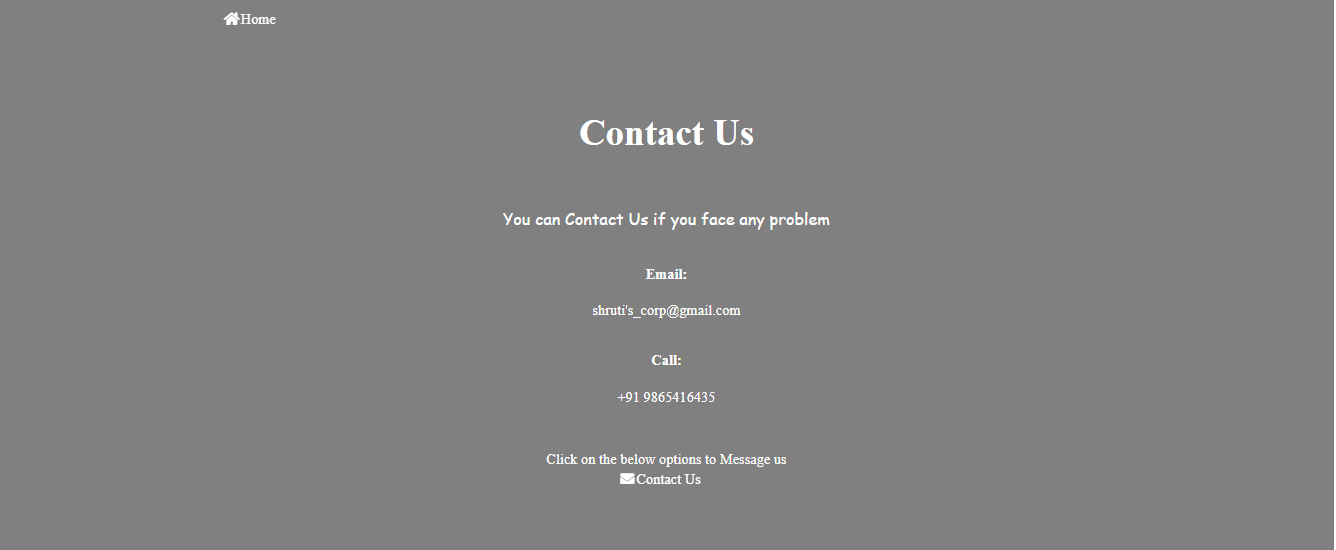 Home
Contact Us
You can Contact Us if you face any problem
Email:
shruti's_corp@gmail.com
Call:
+91 9865416435
Click on the below options to Message us
Contact Us